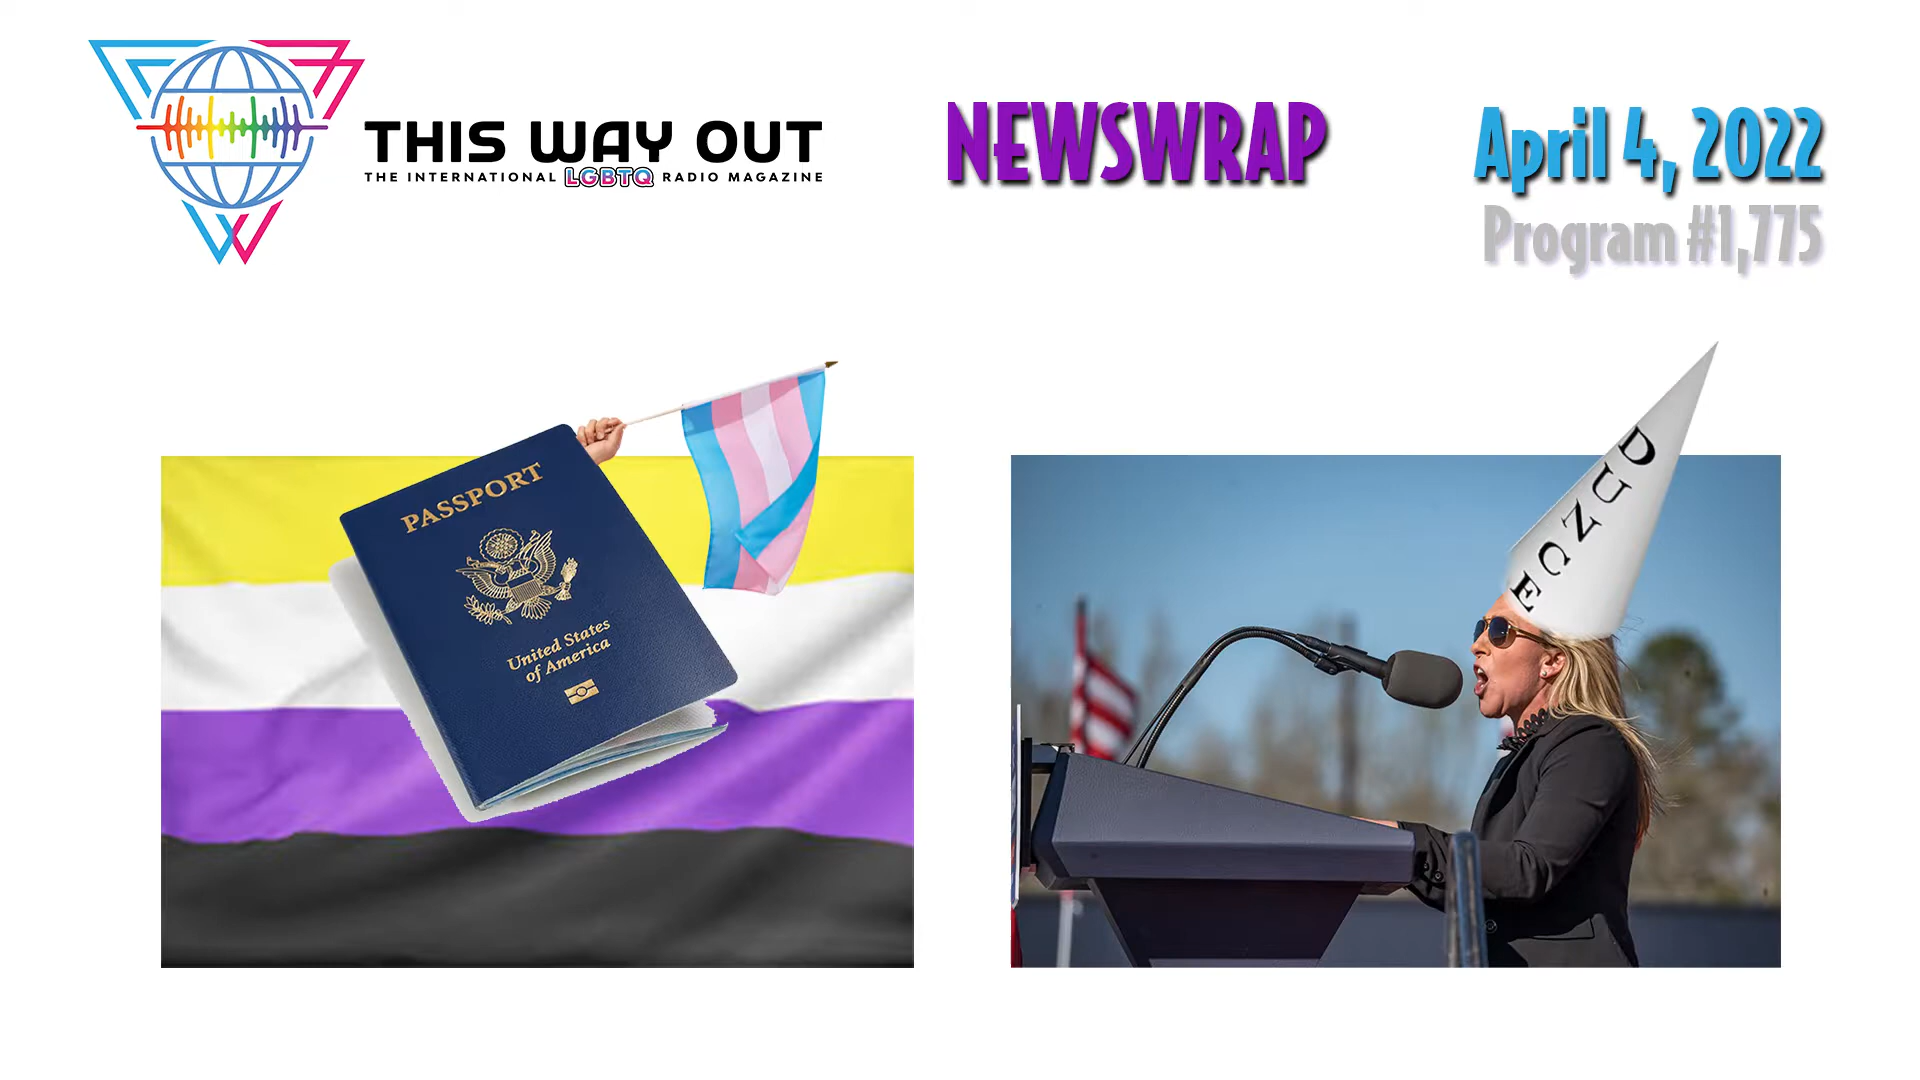 THIS WAY OUT
THE INTERNATIONAL LGBTQ RADIO MAGAZINE
NEWSWRAP
April 4, 2022
Program #1,775
PASSPORT
United States
of America
DUNCE